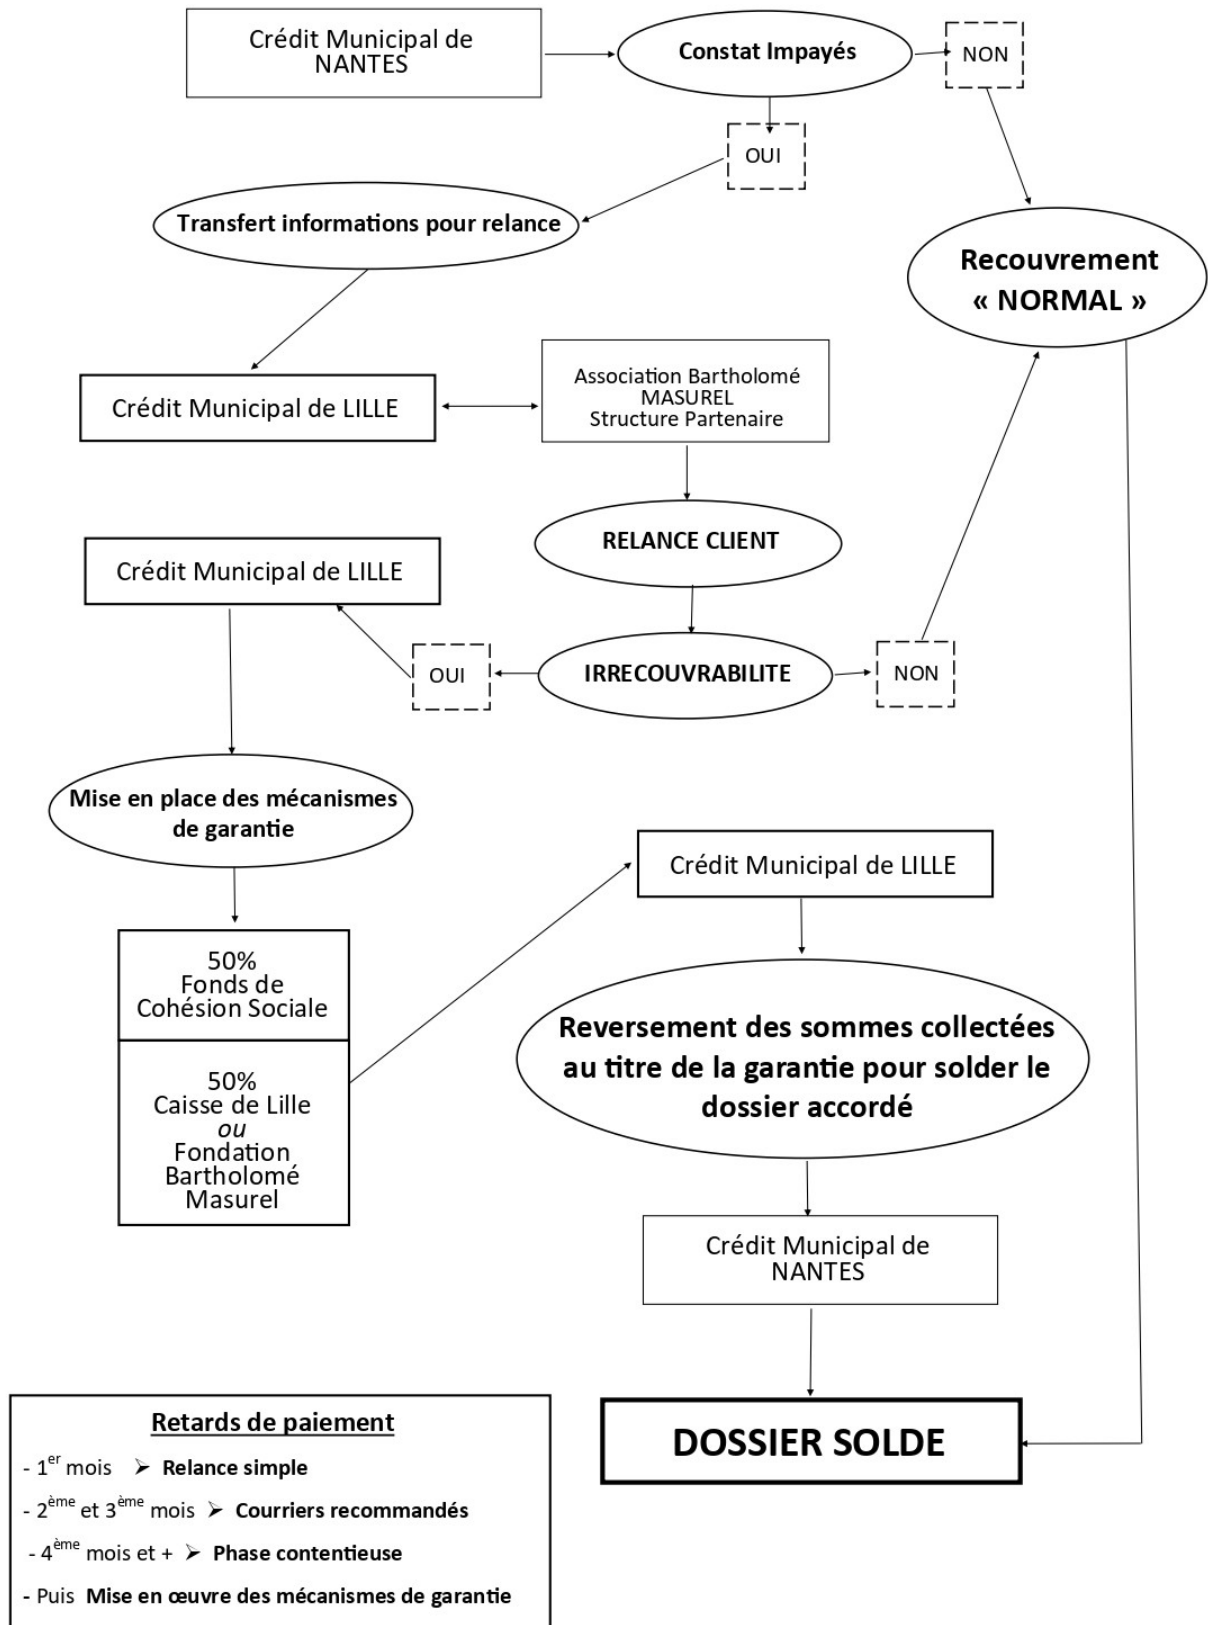 Crédit Municipal de
NANTES
Constat Impayés
NON
OUI
Transfert informations pour relance
Recouvrement
« NORMAL »
Crédit Municipal de LILLE
Association Bartholomé
MASUREL
Structure Partenaire
RELANCE CLIENT
Crédit Municipal de LILLE
OUI
IRRECOUVRABILITE
NON
Mise en place des mécanismes
de garantie
Crédit Municipal de LILLE
50%
Fonds de
Cohésion Sociale
50%
Caisse de Lille
ou
Fondation
Bartholomé
Masurel
Reversement des sommes collectées
au titre de la garantie pour solder le
dossier accordé
Crédit Municipal de
NANTES
DOSSIER SOLDE
Retards de paiement
- 1er mois ➢ Relance simple
- 2ème et 3ème mois ➢ Courriers recommandés
- 4ème mois et + ➢ Phase contentieuse
- Puis Mise en œuvre des mécanismes de garantie